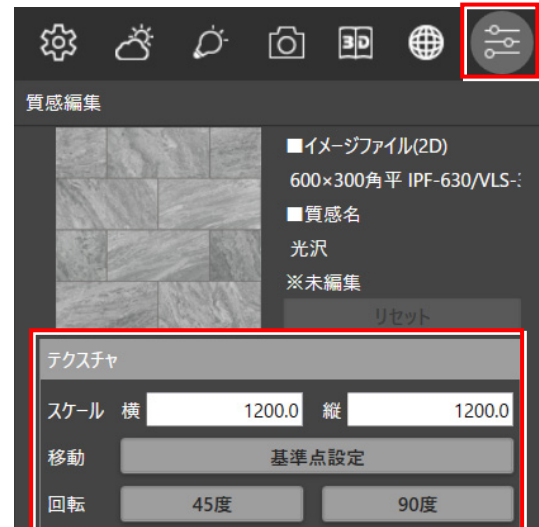 3D
質感編集
■イメージファイル(2D)
600×300角平 IPF-630/VLS-
■質感名
光沢
※未編集
リセット
テクスチャ
スケール 横 1200.0 縦 1200.0
移動 基準点設定
回転 45度 90度